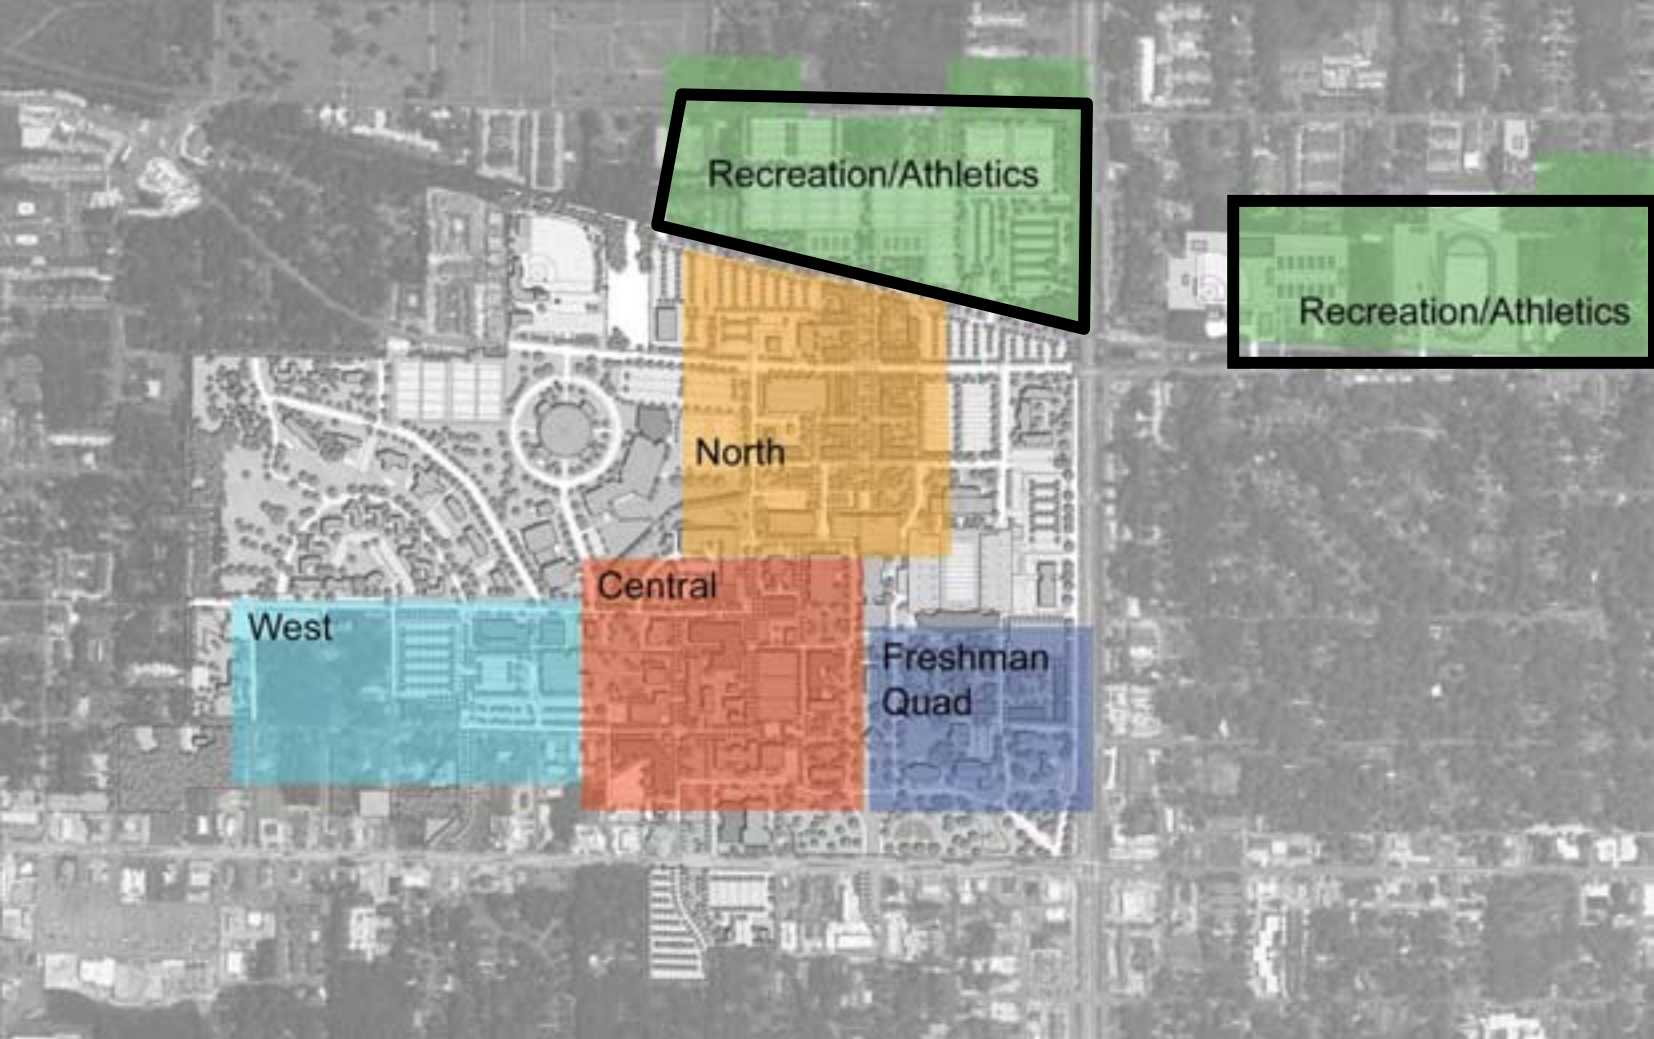 Recreation/Athletics
Recreation/Athletics
North
Central
West
Freshman
Quad